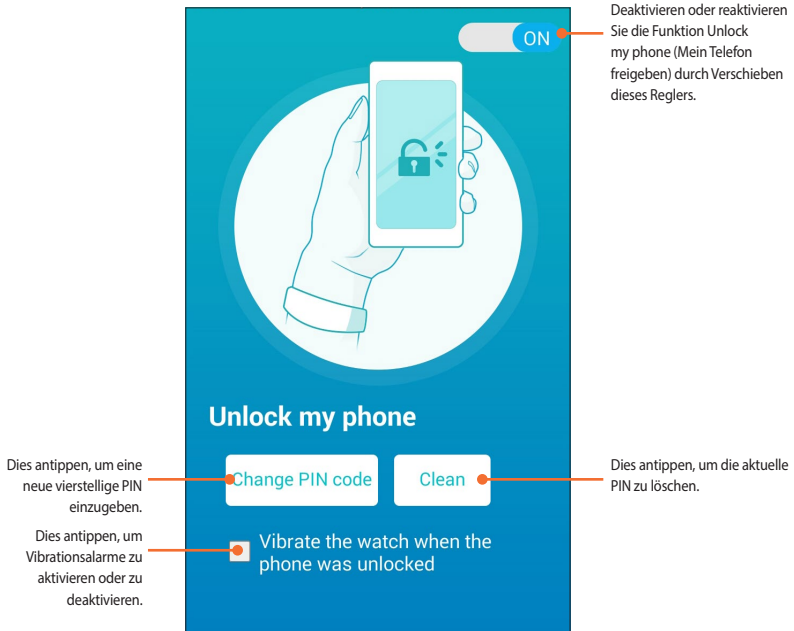 Deaktivieren oder reaktivieren
Sie die Funktion Unlock
my phone (Mein Telefon
freigeben) durch Verschieben
dieses Reglers.
ON
Unlock my phone
Dies antippen, um eine
neue vierstellige PIN
einzugeben.
Change PIN code
Clean
Dies antippen, um die aktuelle
PIN zu löschen.
Dies antippen, um
Vibrationsalarme zu
aktivieren oder zu
deaktivieren.
Vibrate the watch when the
phone was unlocked